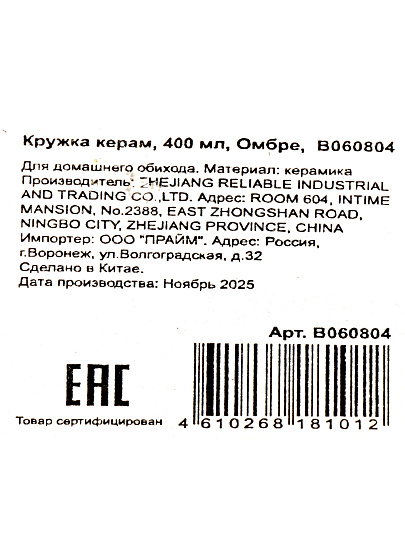 Кружка керам, 400 мл, Омбре, B060804
Для домашнего обихода. Материал: керамика
Производитель: ZHEJIANG RELIABLE INDUSTRIAL
AND TRADING CO.,LTD. Адрес: ROOM 604, INTIME
MANSION, No.2388, EAST ZHONGSHAN ROAD,
NINGBO CITY, ZHEJIANG PROVINCE, CHINA
Импортер: ООО "ПРАЙМ". Адрес: Россия,
г.Воронеж, ул.Волгоградская, д.32
Сделано в Китае.
Дата производства: Ноябрь 2025
Арт. B060804
EAC
Товар сертифицирован
4 610268 181012